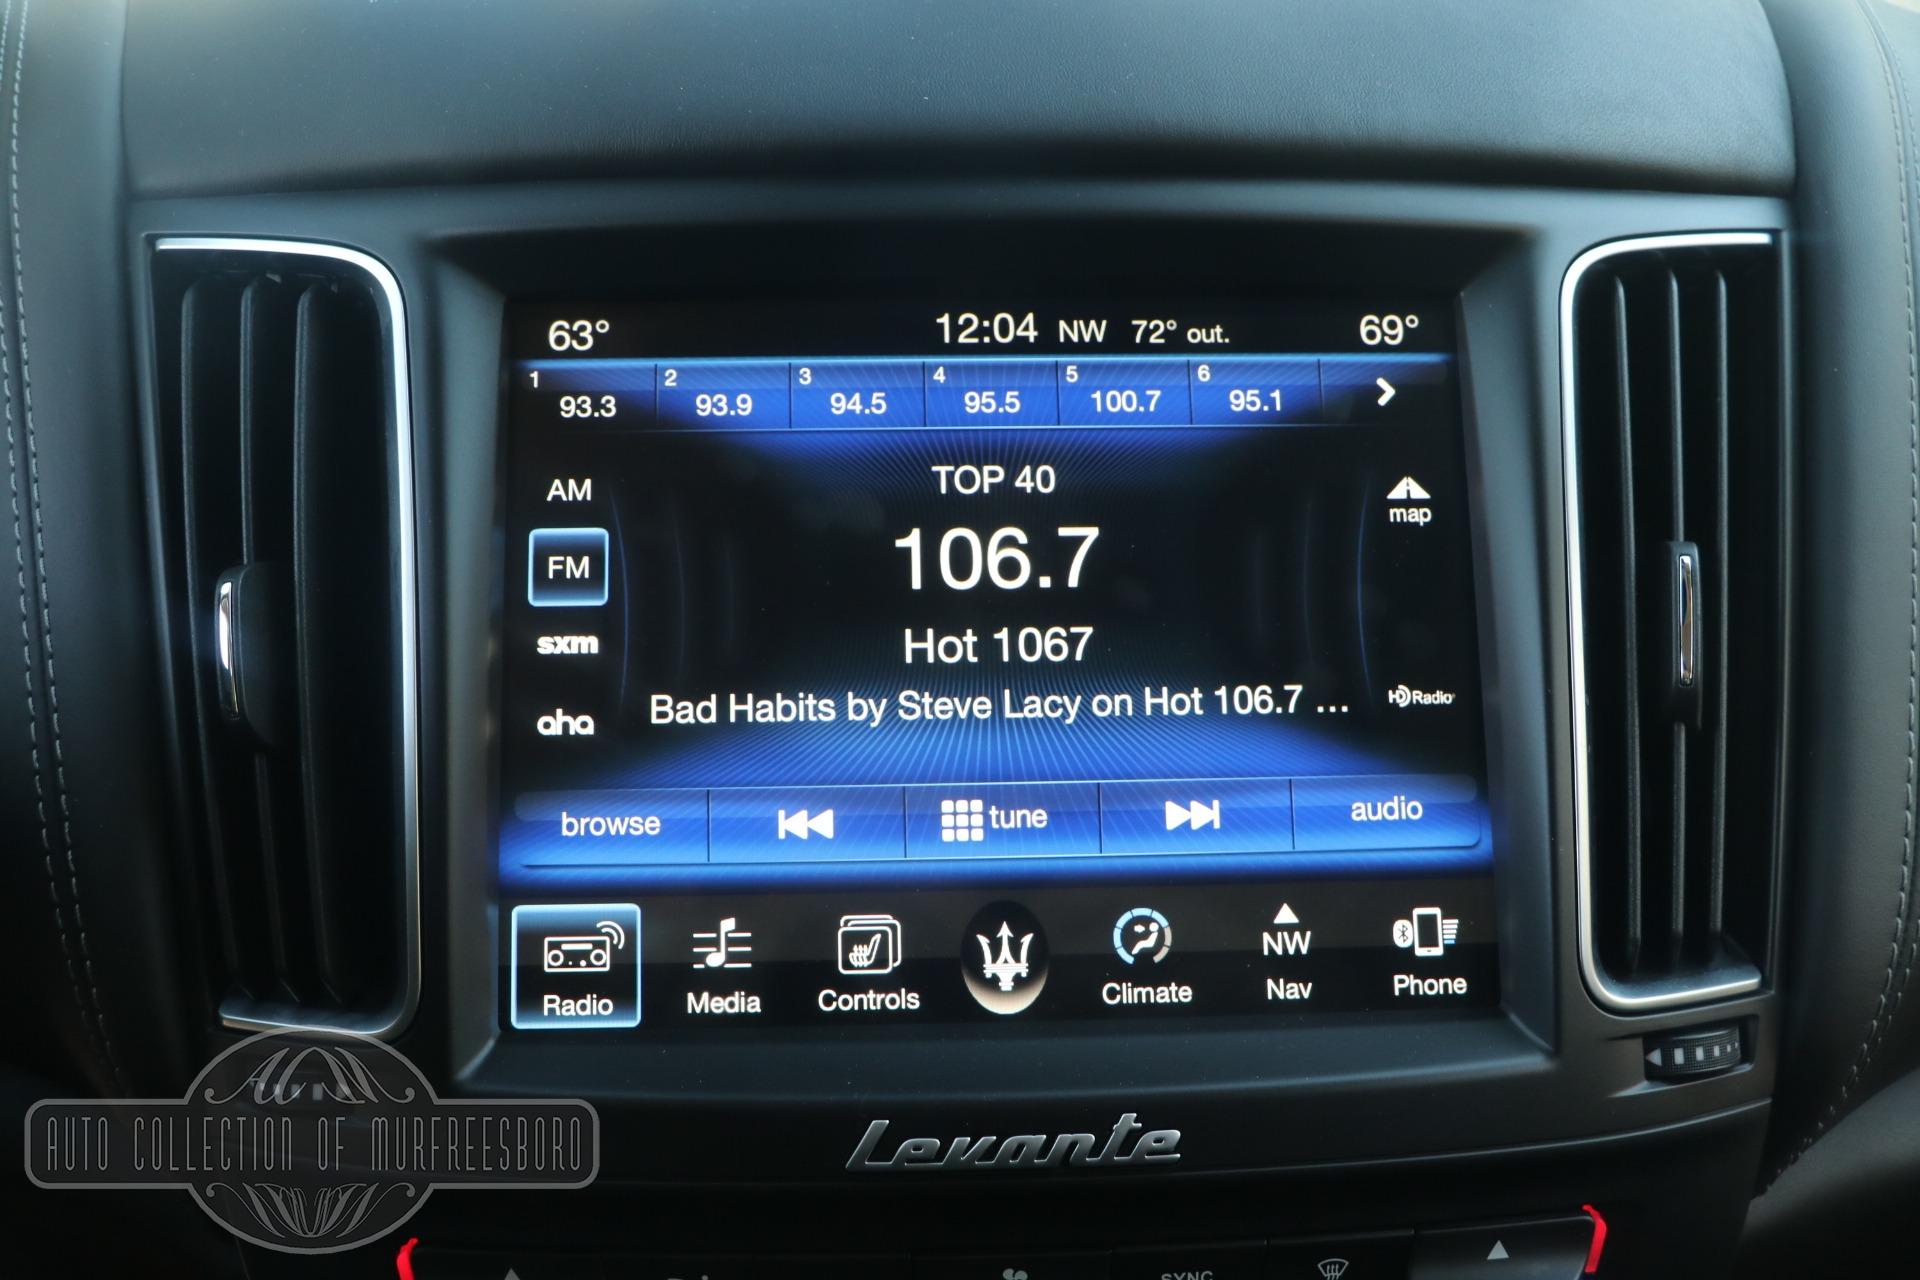 63° 12:04 NW 72° out. 69°
1 93.3 2 93.9 3 94.5 4 95.5 5 100.7 6 95.1
TOP 40
AM
map
106.7
FM
Hot 1067
sxm
HD Radio
Bad Habits by Steve Lacy on Hot 106.7 ...
aha
browse tune audio
NW
Radio Media Controls Climate Nav Phone
Levante
AUTO COLLECTION OF MURFREESBORO
SYNC